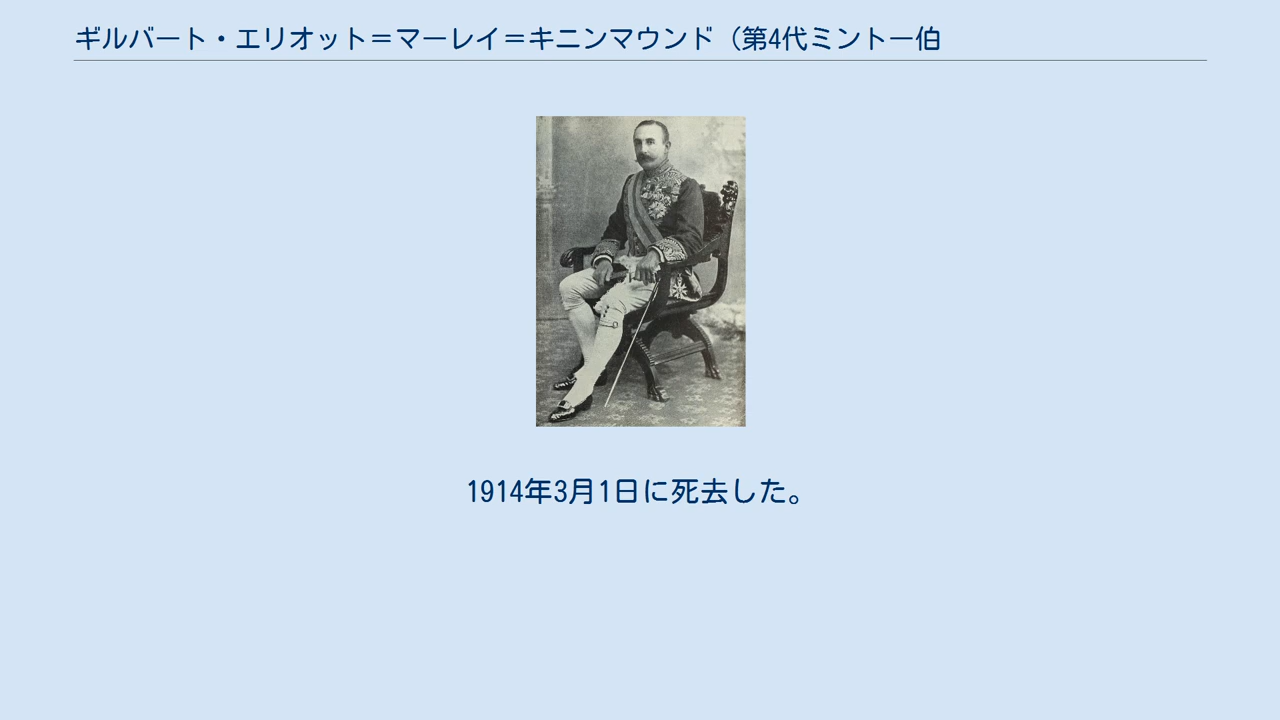 ギルバート・エリオット＝マーレイ＝キニンマウンド（第4代ミントー伯
1914年3月1日に死去した。